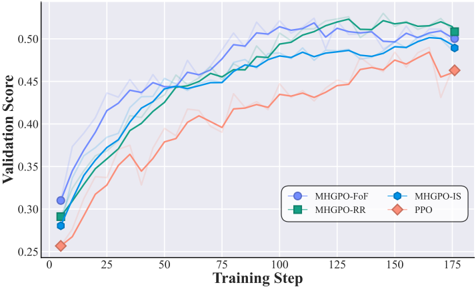 Validation Score
0.50
0.45
0.40
0.35
0.30
0.25
0 25 50 75 100 125 150 175
Training Step
MHGPO-FoF MHGPO-IS
MHGPO-RR PPO